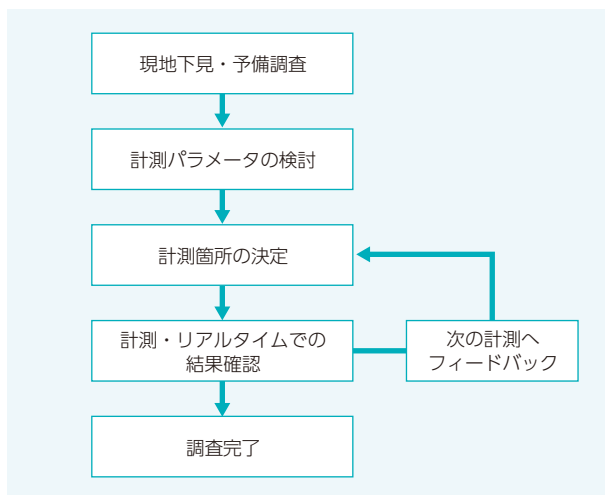 現地下見・予備調査
計測パラメータの検討
計測箇所の決定
計測・リアルタイムでの
結果確認
次の計測へ
フィードバック
調査完了